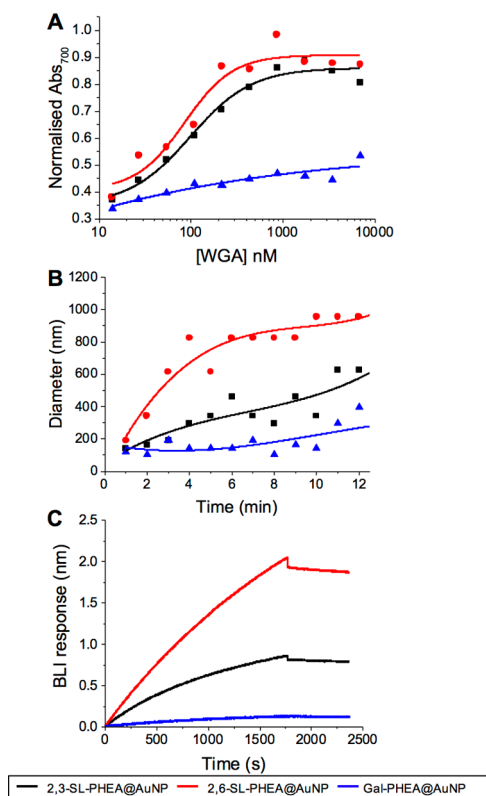 A
Normalised Abs700
1.0
0.9
0.8
0.7
0.6
0.5
0.4
0.3
10 100 1000 10000
[WGA] nM
B
Diameter (nm)
1200
1000
800
600
400
200
0
0 2 4 6 8 10 12
Time (min)
C
BLI response (nm)
2.5
2.0
1.5
1.0
0.5
0.0
0 500 1000 1500 2000 2500
Time (s)
2,3-SL-PHEA@AuNP 2,6-SL-PHEA@AuNP Gal-PHEA@AuNP